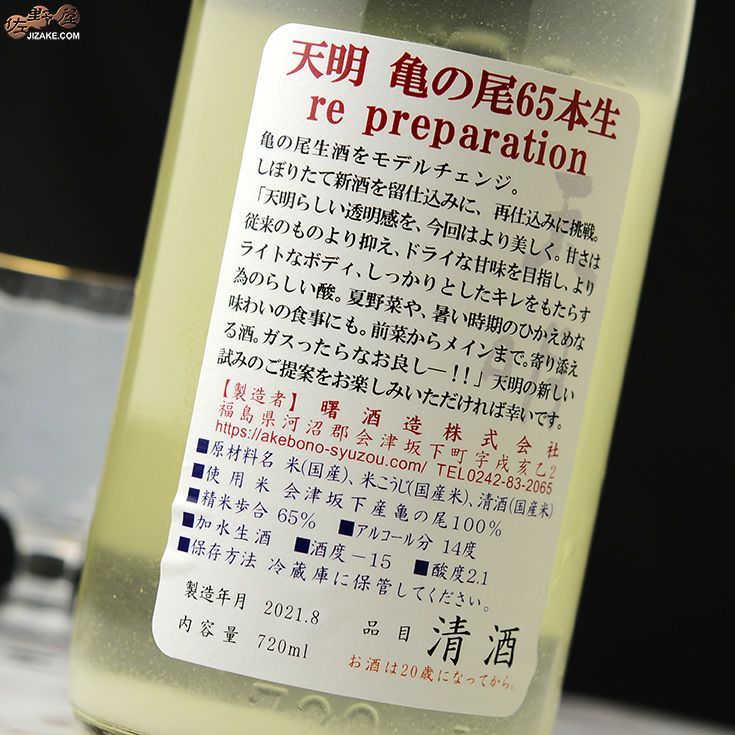 佐野屋
JIZAKE.COM
天明 亀の尾65本生
re preparation
亀の尾生酒をモデルチェンジ。
しぼりたて新酒を留仕込みに、再仕込みに挑戦。
「天明らしい透明感を、今回はより美しく。甘さは
従来のものより抑え、ドライな甘味を目指し、より
ライトなボディ、しっかりとしたキレをもたらす
為のらしい酸。夏野菜や、暑い時期のひかえめな
味わいの食事にも。前菜からメインまで。寄り添え
る酒。ガスったらなお良しー!!」天明の新しい
試みのご提案をお楽しみいただければ幸いです。
【製造者】 曙酒造株式会社
福島県河沼郡会津坂下町字戌亥乙2
https://akebono-syuzou.com/ TEL0242-83-2065
■原材料名 米(国産)、米こうじ(国産米)、清酒(国産米)
■使用米 会津坂下産亀の尾100%
■精米歩合 65% ■アルコール分 14度
■加水生酒 ■酒度−15 ■酸度2.1
■保存方法 冷蔵庫に保管してください。
製造年月 2021.8
内容量 720ml 品目 清酒
お酒は20歳になってから。
720